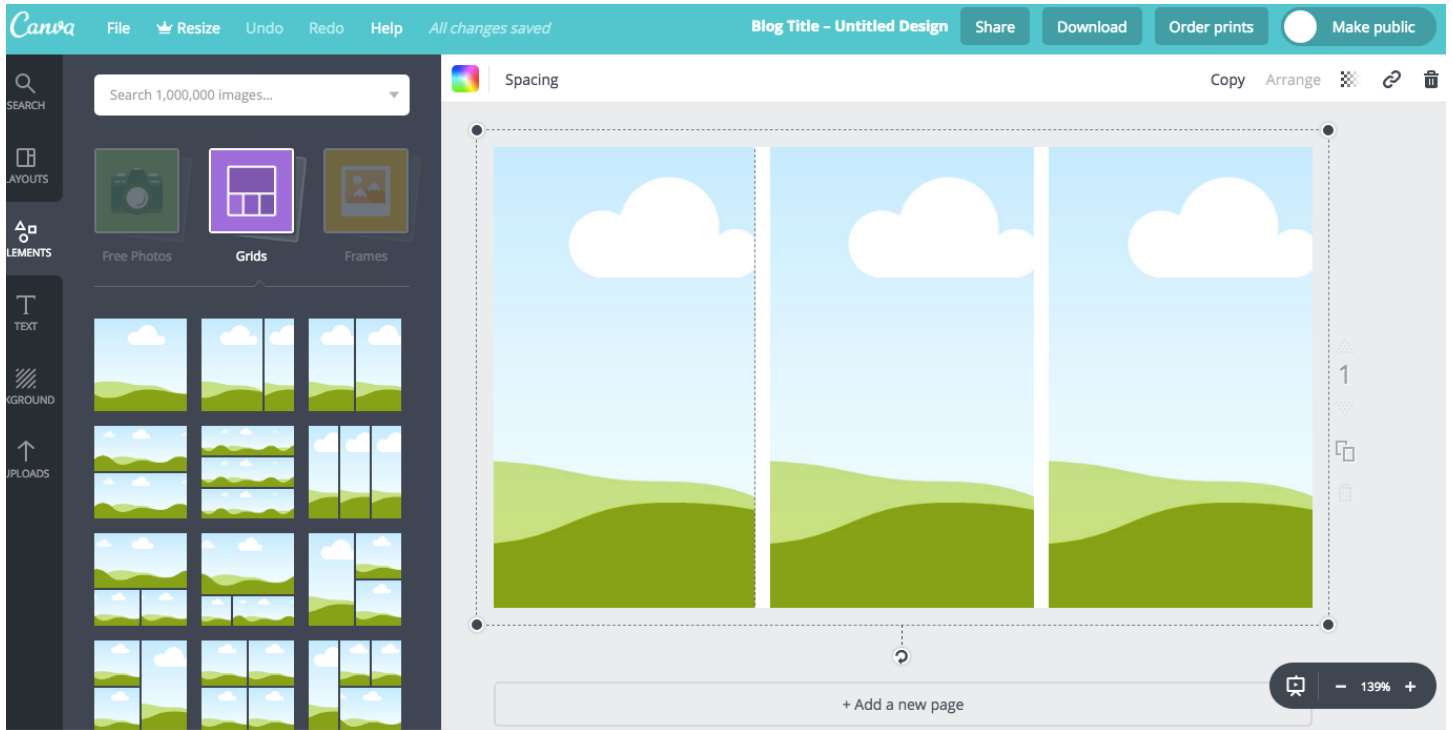 Canva File Resize Undo Redo Help All changes saved Blog Title – Untitled Design Share Download Order prints Make public
SEARCH
LAYOUTS
LEMENTS
TEXT
KGROUND
UPLOADS
Search 1,000,000 images...
Free Photos Grids Frames
Spacing Copy Arrange
1
+ Add a new page
139%